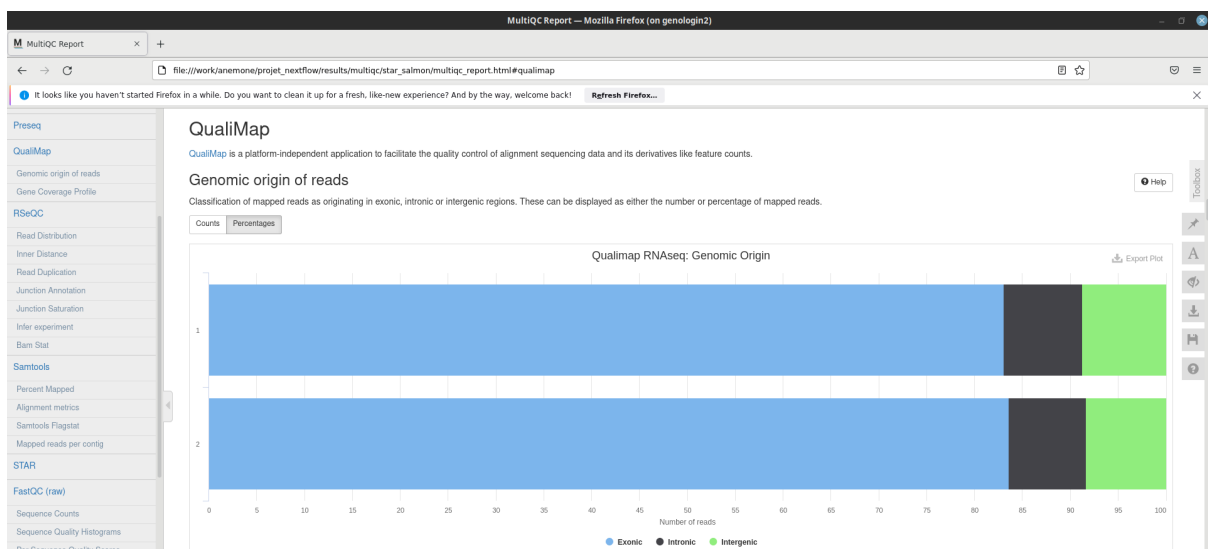 MultiQC Report — Mozilla Firefox (on genologin2)
MultiQC Report
file:///work/anemone/projet_nextflow/results/multiqc/star_salmon/multiqc_report.html#qualimap
It looks like you haven't started Firefox in a while. Do you want to clean it up for a fresh, like-new experience? And by the way, welcome back! Refresh Firefox...
Preseq
QualiMap
Genomic origin of reads
Gene Coverage Profile
RSeQC
Read Distribution
Inner Distance
Read Duplication
Junction Annotation
Junction Saturation
Infer experiment
Bam Stat
Samtools
Percent Mapped
Alignment metrics
Samtools Flagstat
Mapped reads per contig
STAR
FastQC (raw)
Sequence Counts
Sequence Quality Histograms
QualiMap
QualiMap is a platform-independent application to facilitate the quality control of alignment sequencing data and its derivatives like feature counts.
Genomic origin of reads
Help
Classification of mapped reads as originating in exonic, intronic or intergenic regions. These can be displayed as either the number or percentage of mapped reads.
Counts Percentages
Qualimap RNAseq: Genomic Origin
Export Plot
1
2
0 5 10 15 20 25 30 35 40 45 50 55 60 65 70 75 80 85 90 95 100
Number of reads
Exonic Intronic Intergenic
Toolbox
A